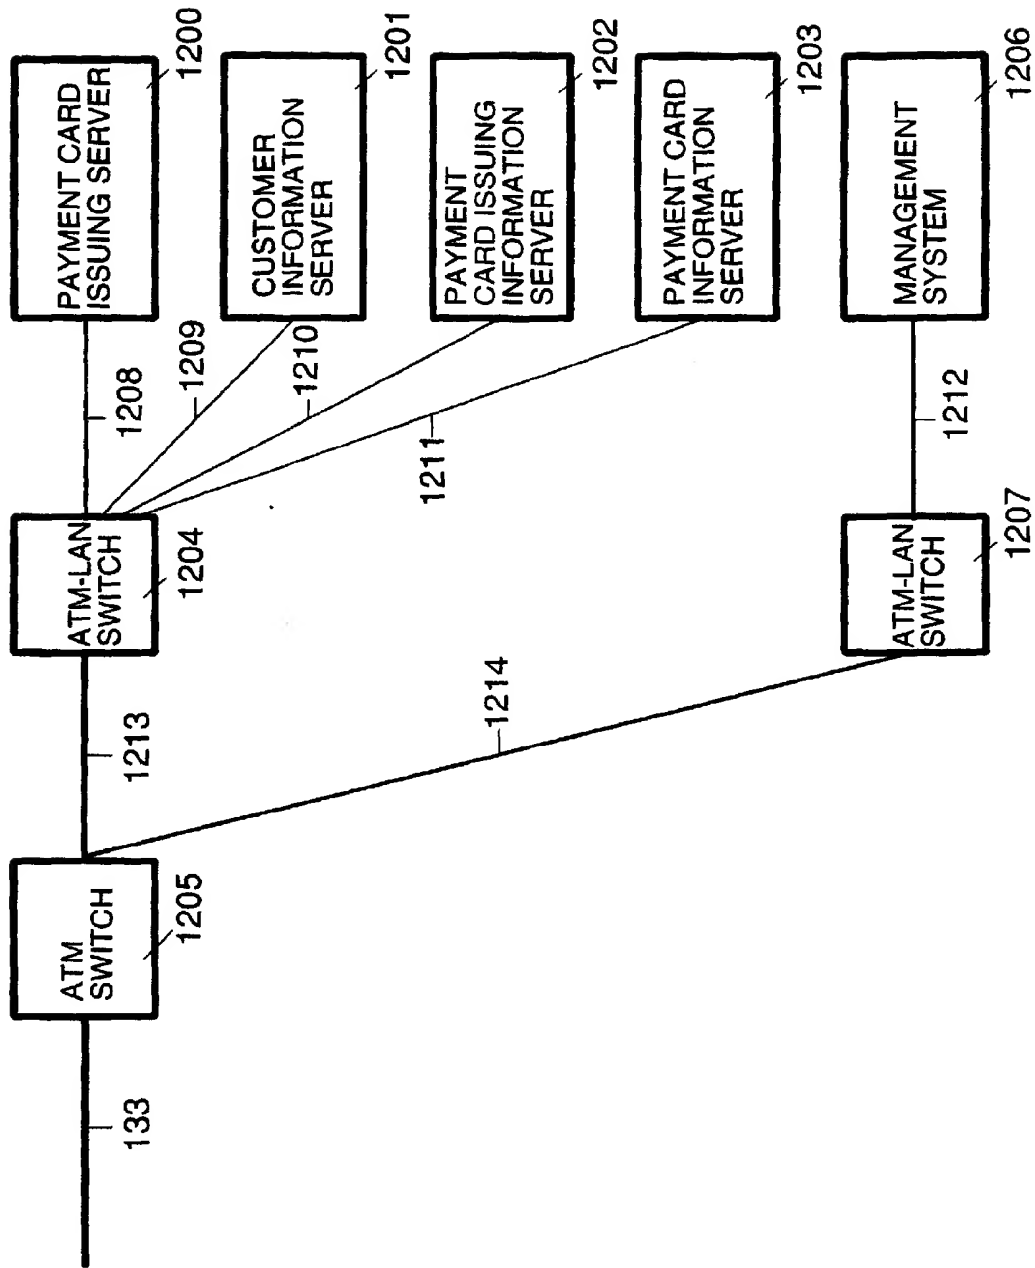 PAYMENT CARD
ISSUING SERVER
1200
CUSTOMER
INFORMATION
SERVER
1201
PAYMENT
CARD ISSUING
INFORMATION
SERVER
1202
PAYMENT CARD
INFORMATION
SERVER
1203
MANAGEMENT
SYSTEM
1206
1208
1209
1210
1211
1212
ATM-LAN
SWITCH
1204
ATM-LAN
SWITCH
1207
1213
1214
ATM
SWITCH
1205
133